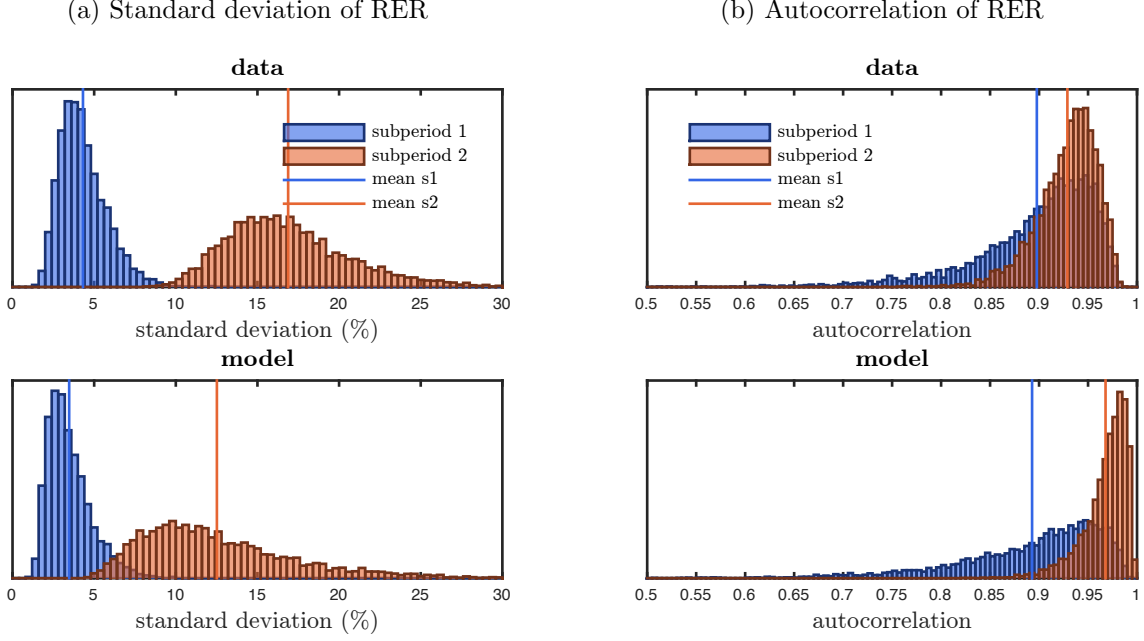 (a) Standard deviation of RER
data
subperiod 1
subperiod 2
mean s1
mean s2
0 5 10 15 20 25 30
standard deviation (%)
model
0 5 10 15 20 25 30
standard deviation (%)
(b) Autocorrelation of RER
data
subperiod 1
subperiod 2
mean s1
mean s2
0.5 0.55 0.6 0.65 0.7 0.75 0.8 0.85 0.9 0.95 1
autocorrelation
model
0.5 0.55 0.6 0.65 0.7 0.75 0.8 0.85 0.9 0.95 1
autocorrelation